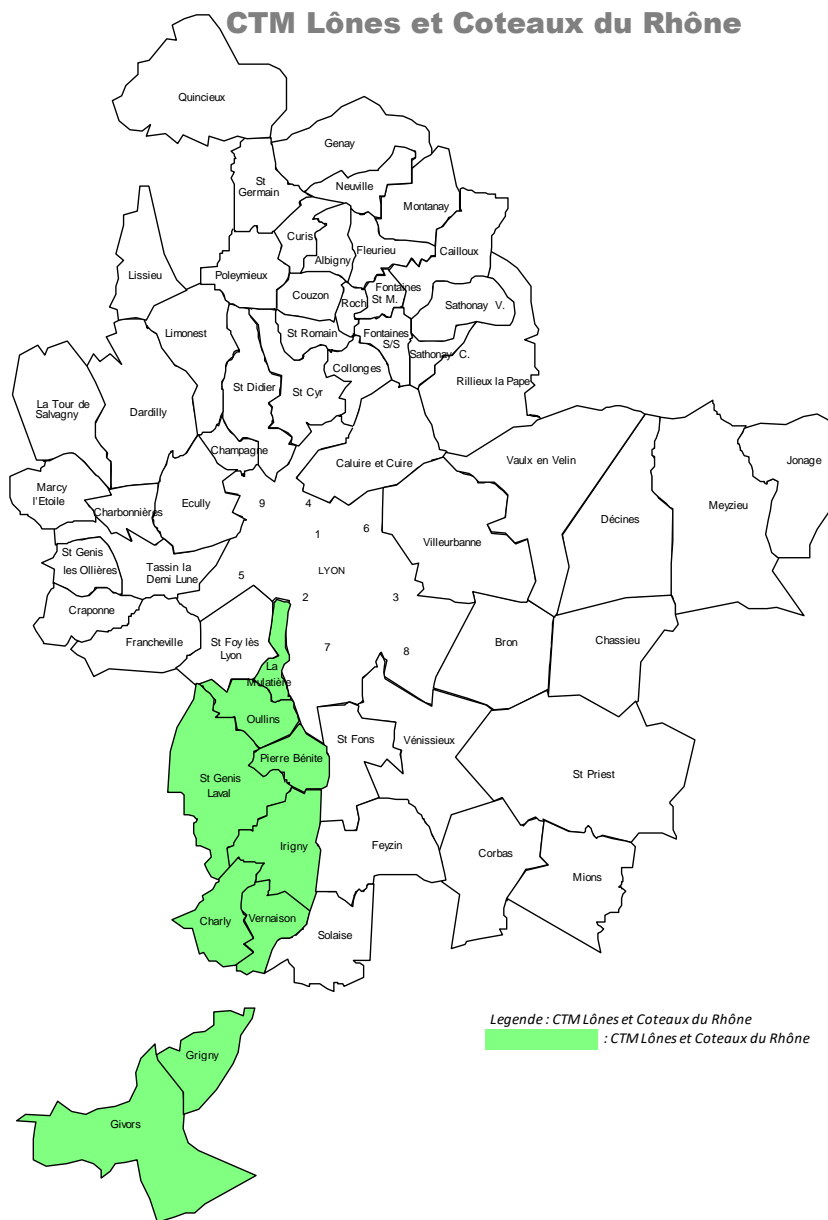 CTM Lônes et Coteaux du Rhône
Quincieux
Genay
St
Germain
Neuville
Montanay
Curis
Albigny
Fleurieu
Cailloux
Lissieu
Poleymieux
Couzon
Roch
Fontaines
St M.
Sathonay V.
Limonest
St Romain
Fontaines
S/S
Sathonay C.
Collonges
Rillieux la Pape
St Didier
St Cyr
La Tour de
Salvagny
Dardilly
Champagne
Caluire et Cuire
Vaulx en Velin
Jonage
Marcy
l'Etoile
Charbonnières
Ecully
9
4
1
6
Villeurbanne
Décines
Meyzieu
St Genis
les Ollières
Tassin la
Demi Lune
5
LYON
2
3
Craponne
Francheville
St Foy lès
Lyon
7
8
Bron
Chassieu
La
Mulatière
Oullins
St Fons
Vénissieux
Pierre Bénite
St Genis
Laval
St Priest
Irigny
Feyzin
Corbas
Mions
Charly
Vernaison
Solaise
Legende : CTM Lônes et Coteaux du Rhône
: CTM Lônes et Coteaux du Rhône
Grigny
Givors